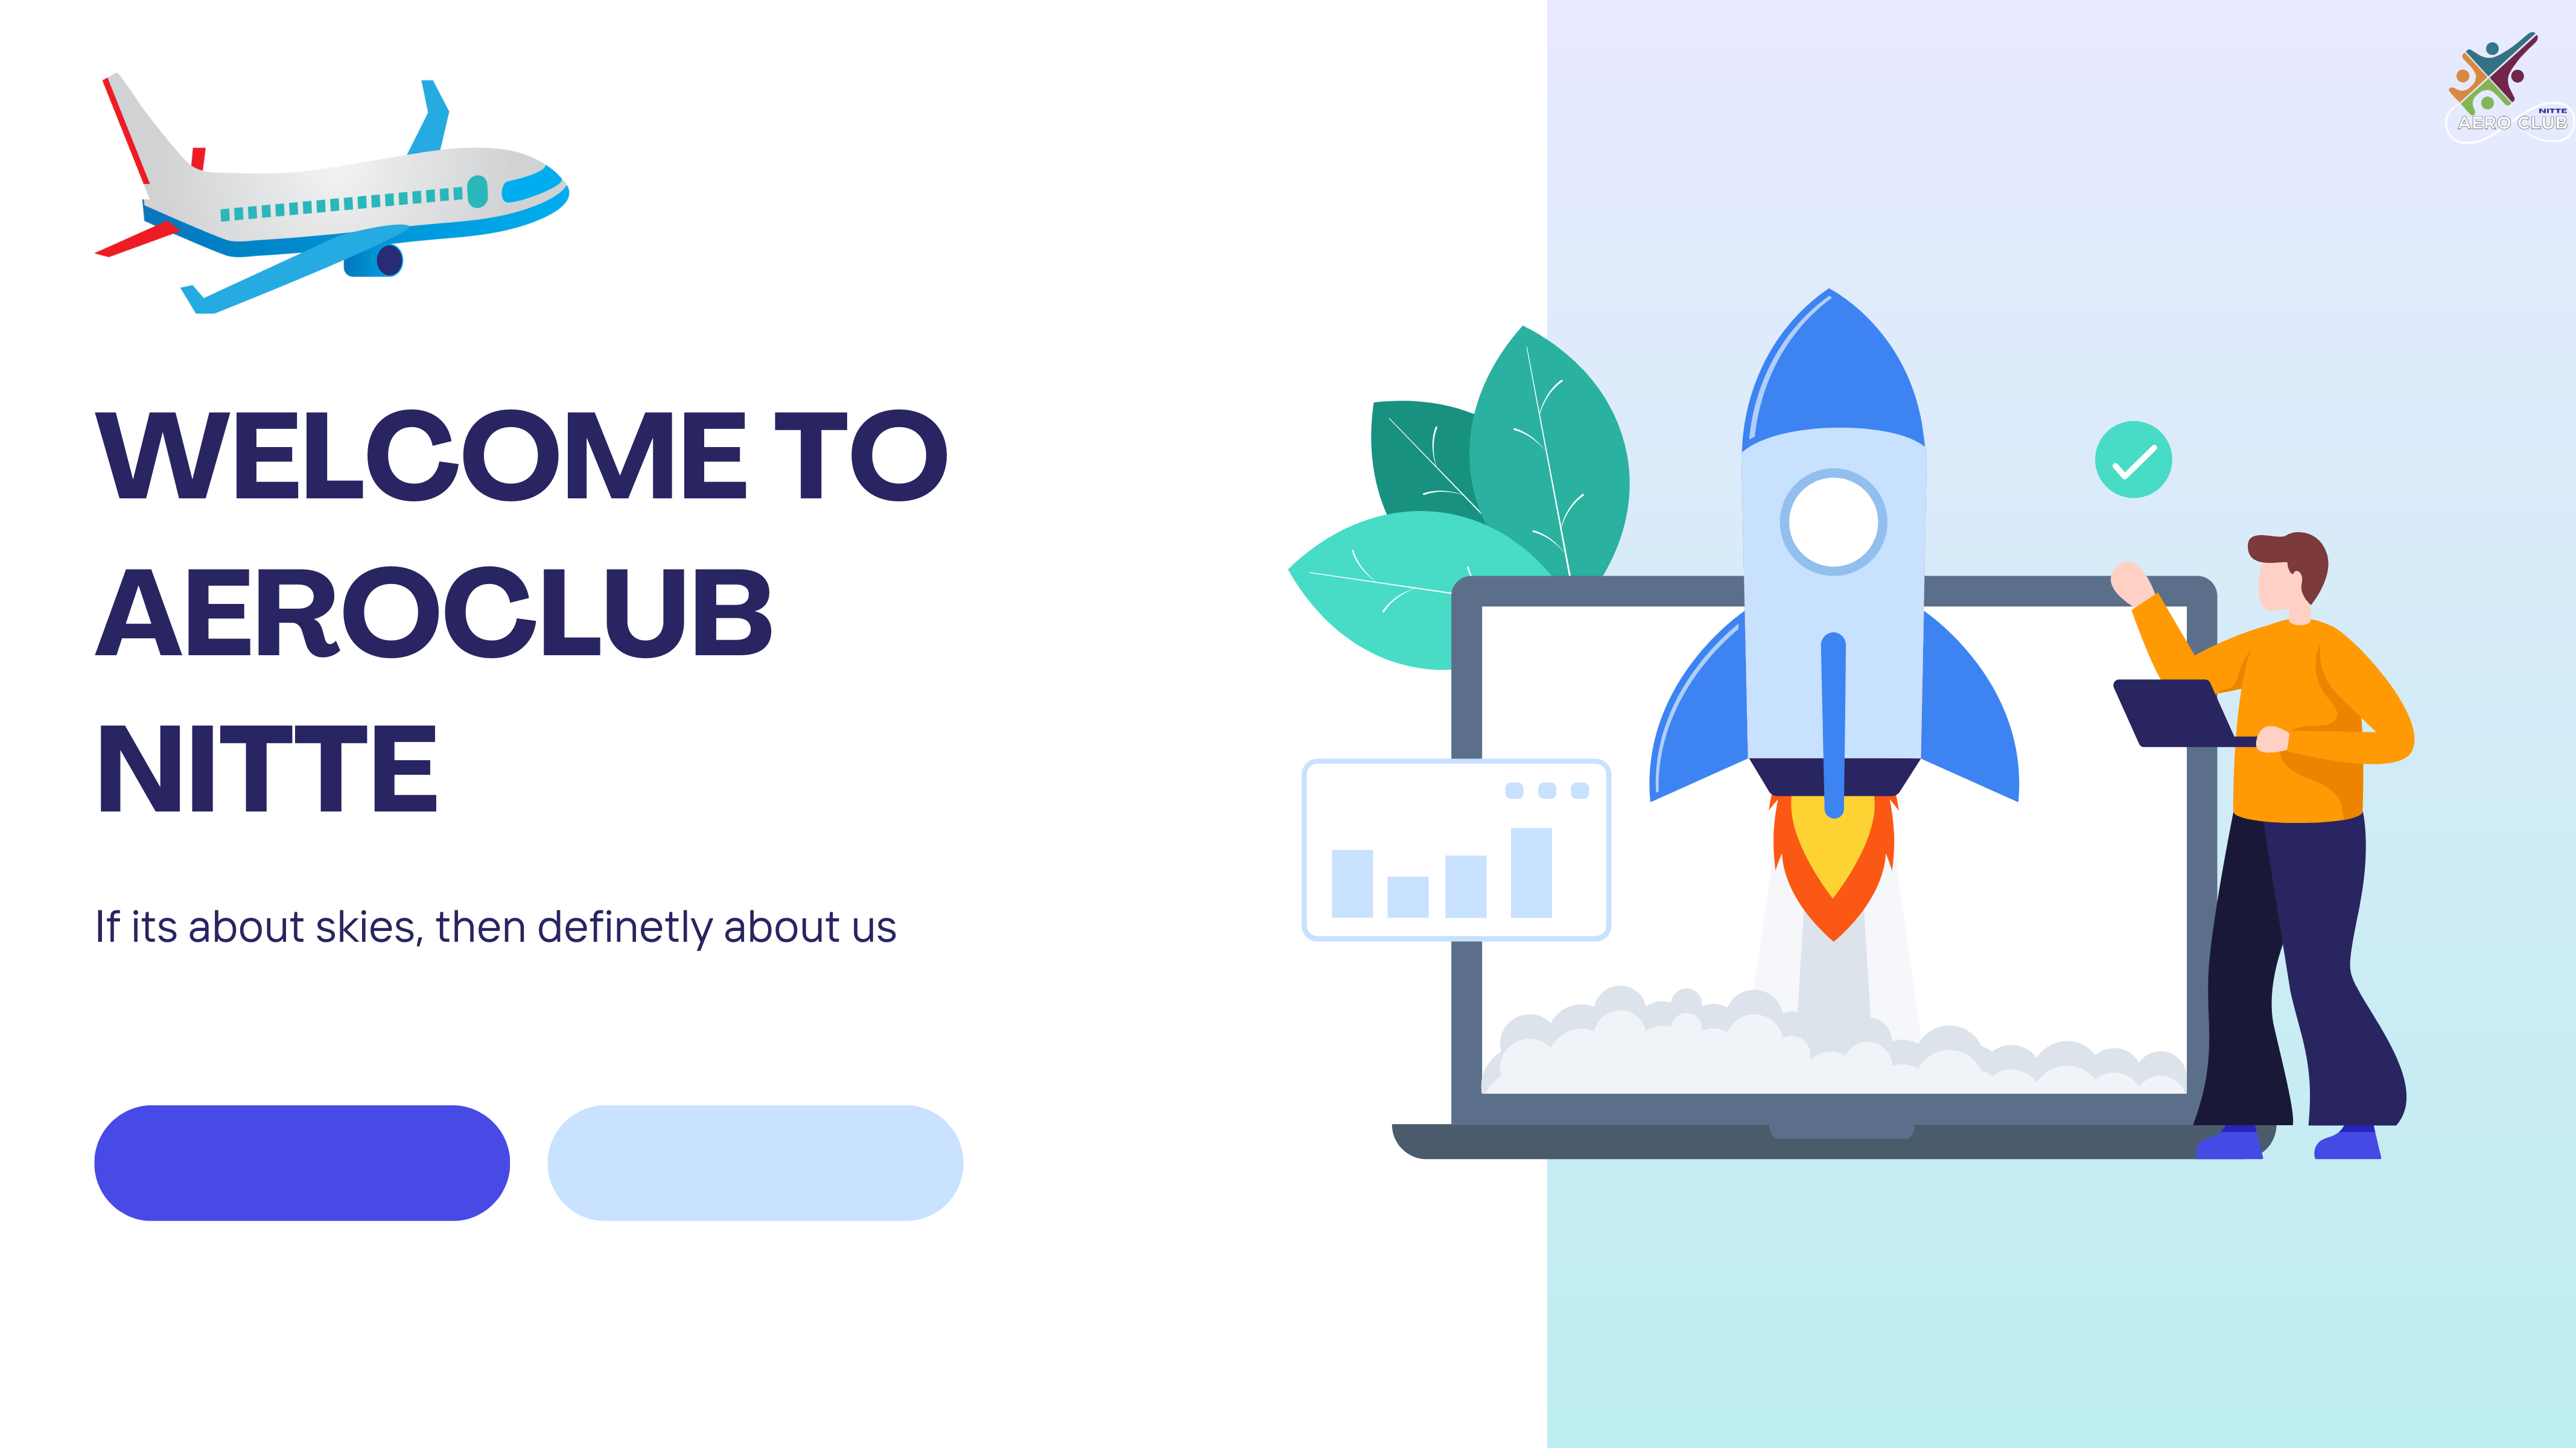 NITTE
AERO CLUB
WELCOME TO
AEROCLUB
NITTE
If its about skies, then definetly about us